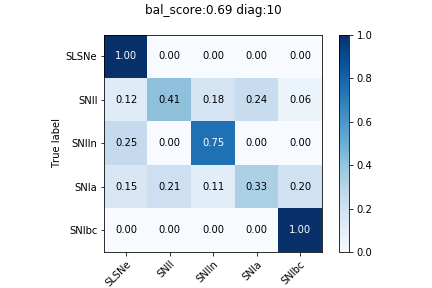 bal_score:0.69 diag:10
SLSNe 1.00 0.00 0.00 0.00 0.00
SNII 0.12 0.41 0.18 0.24 0.06
SNIIn 0.25 0.00 0.75 0.00 0.00
SNIa 0.15 0.21 0.11 0.33 0.20
SNIbc 0.00 0.00 0.00 0.00 1.00
SLSNe SNII SNIIn SNIa SNIbc
True label
1.0
0.8
0.6
0.4
0.2
0.0